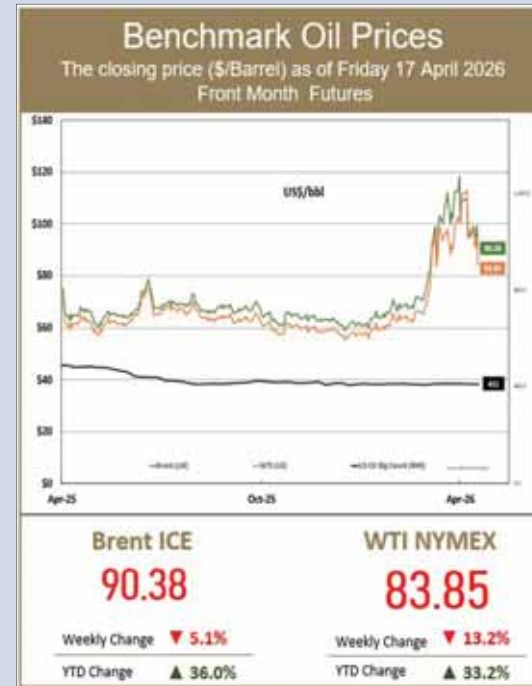 Benchmark Oil Prices
The closing price ($/Barrel) as of Friday 17 April 2026
Front Month Futures
$140
$120
US$/bbl
$100
$80
$60
$40
$20
$0
Apr-25 Oct-25 Apr-26
Brent ICE
90.38
Weekly Change ▼ 5.1%
YTD Change ▲ 36.0%
WTI NYMEX
83.85
Weekly Change ▼ 13.2%
YTD Change ▲ 33.2%